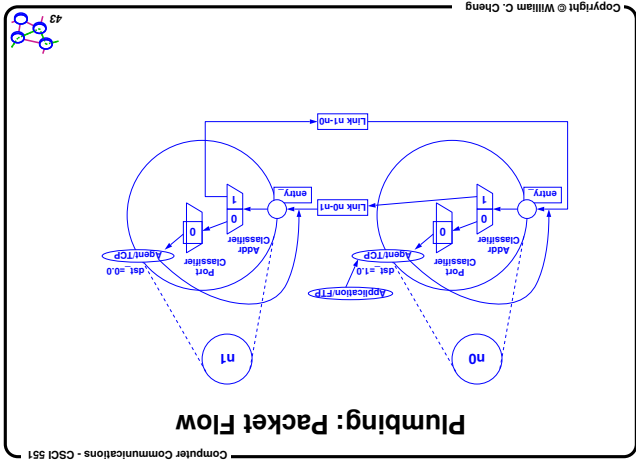 Computer Communications - CSCI 551
Plumbing: Packet Flow
n0
n1
Application/FTP
dst_=1.0
Agent/TCP
Port
Classifier
Addr
Classifier
0
0
1
entry_
Link n0-n1
dst_=0.0
Agent/TCP
Port
Classifier
Addr
Classifier
0
0
1
entry_
Link n1-n0
43
Copyright © William C. Cheng